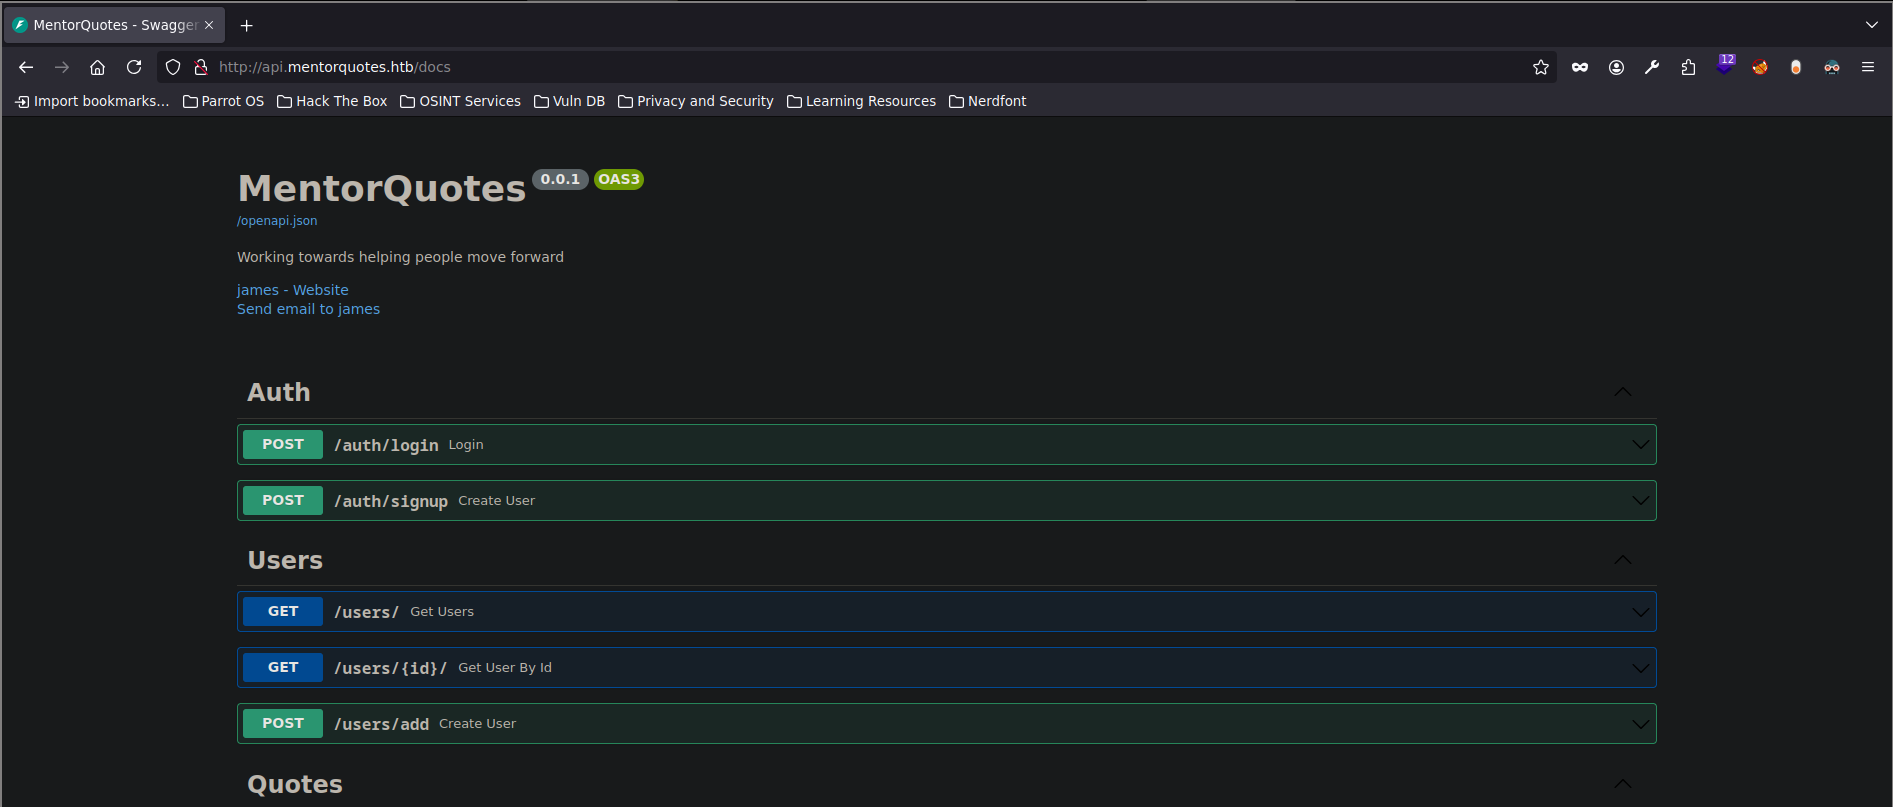 MentorQuotes - Swagger
http://api.mentorquotes.htb/docs
12
Import bookmarks... Parrot OS Hack The Box OSINT Services Vuln DB Privacy and Security Learning Resources Nerdfont
MentorQuotes 0.0.1 OAS3
/openapi.json
Working towards helping people move forward
james - Website
Send email to james
Auth
POST /auth/login Login
POST /auth/signup Create User
Users
GET /users/ Get Users
GET /users/{id}/ Get User By Id
POST /users/add Create User
Quotes